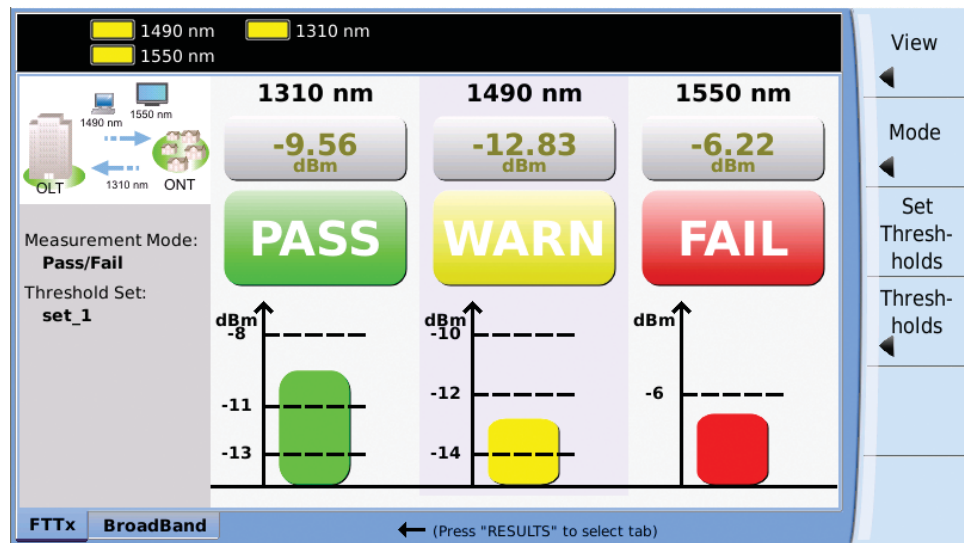 1490 nm
1310 nm
1550 nm
1310 nm
1490 nm
1550 nm
1490 nm
1550 nm
1310 nm
OLT
ONT
-9.56
dBm
-12.83
dBm
-6.22
dBm
PASS
WARN
FAIL
Measurement Mode:
Pass/Fail
Threshold Set:
set_1
dBm
-8
-11
-13
dBm
-10
-12
-14
dBm
-6
FTTx
BroadBand
(Press "RESULTS" to select tab)
View
Mode
Set
Thresh-
holds
Thresh-
holds